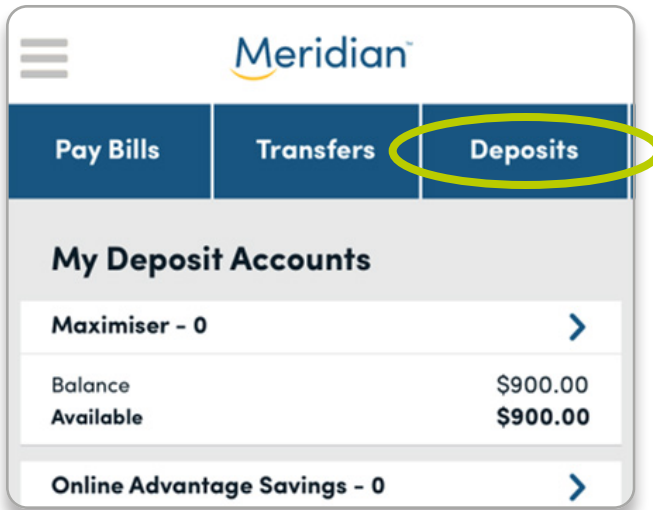 Meridian™
Pay Bills Transfers Deposits
My Deposit Accounts
Maximiser - 0
Balance $900.00
Available $900.00
Online Advantage Savings - 0